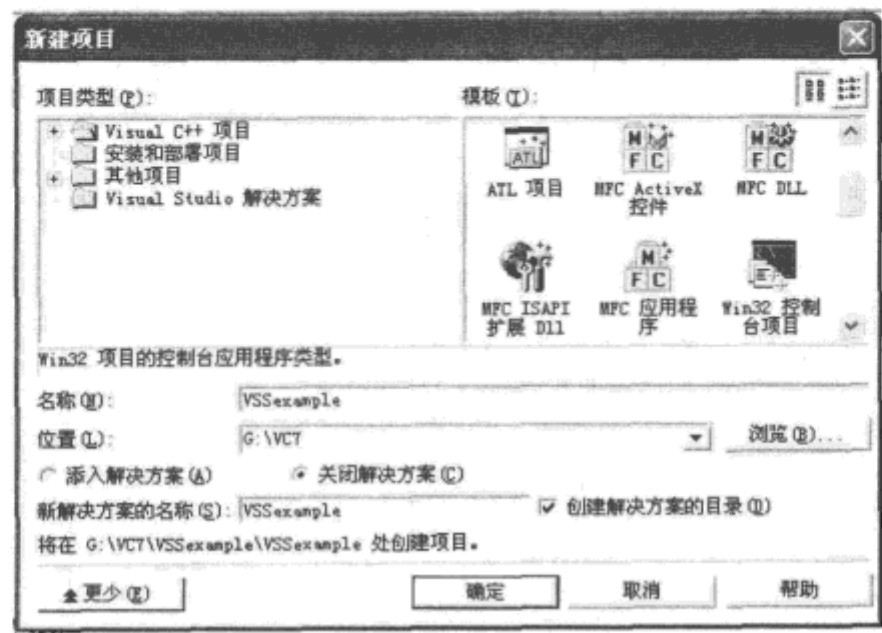 新建项目
项目类型(P):
模板(T):
Visual C++ 项目
安装和部署项目
其他项目
Visual Studio 解决方案
ATL
ATL 项目
M
F C
MFC ActiveX
控件
M
F C
MFC DLL
MFC ISAPI
扩展 Dll
M
F C
MFC 应用程
序
Win32 控制
台项目
Win32 项目的控制台应用程序类型。
名称(N):
VSSexample
位置(L):
G:\VC7
浏览(B)...
添入解决方案(A)
关闭解决方案(C)
新解决方案的名称(S):
VSSexample
创建解决方案的目录(D)
将在 G:\VC7\VSSexample\VSSexample 处创建项目。
更少(E)
确定
取消
帮助